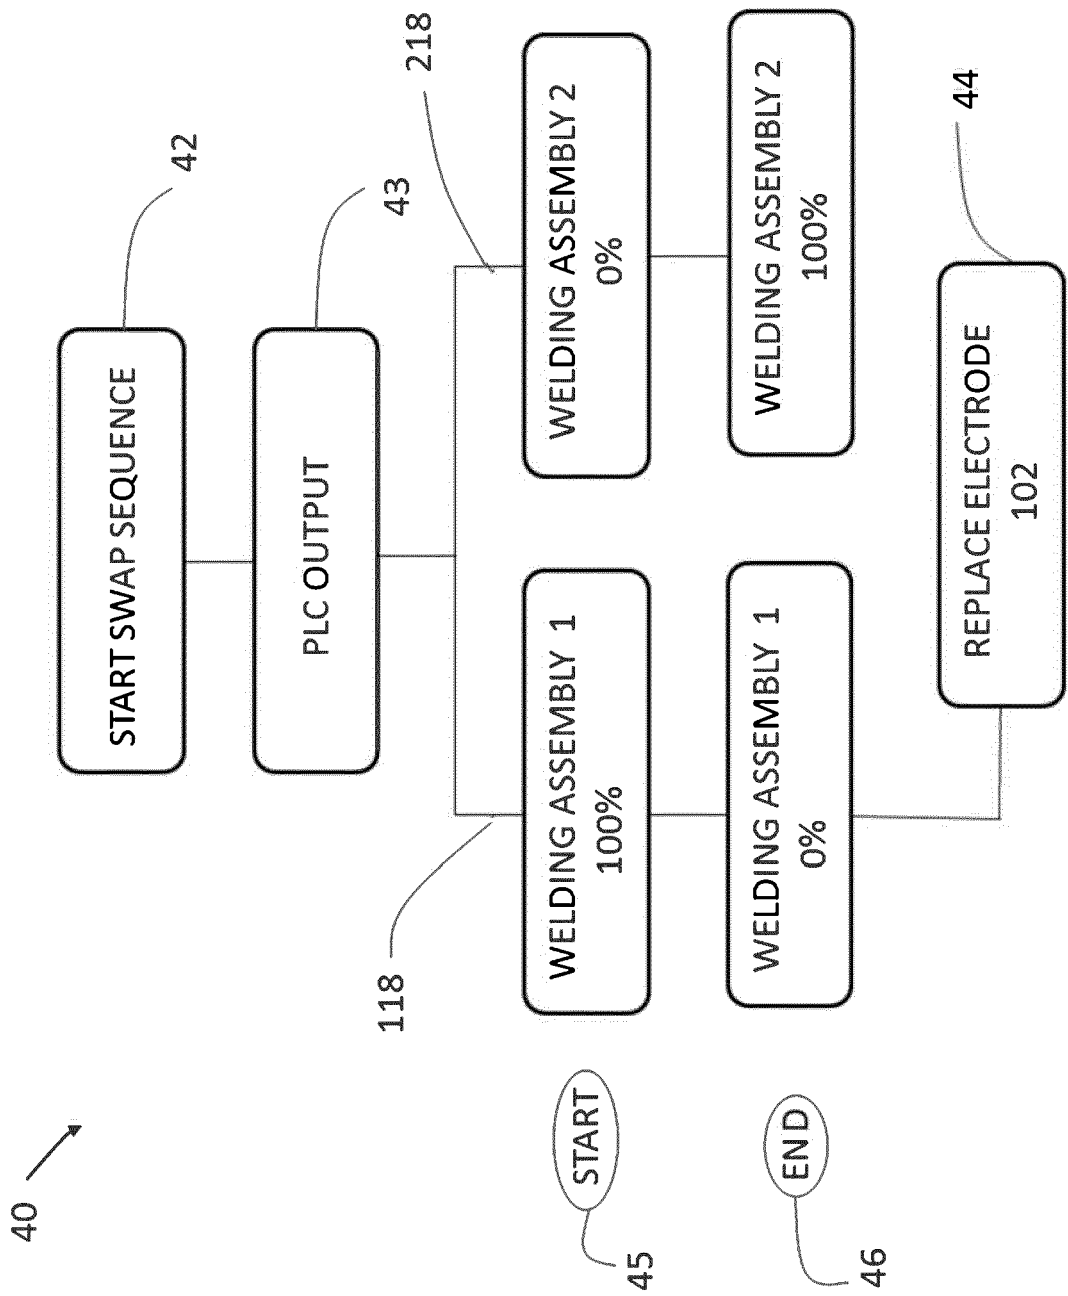 40
START SWAP SEQUENCE
42
PLC OUTPUT
43
118
218
START
45
WELDING ASSEMBLY 1
100%
WELDING ASSEMBLY 2
0%
END
46
WELDING ASSEMBLY 1
0%
WELDING ASSEMBLY 2
100%
REPLACE ELECTRODE
102
44